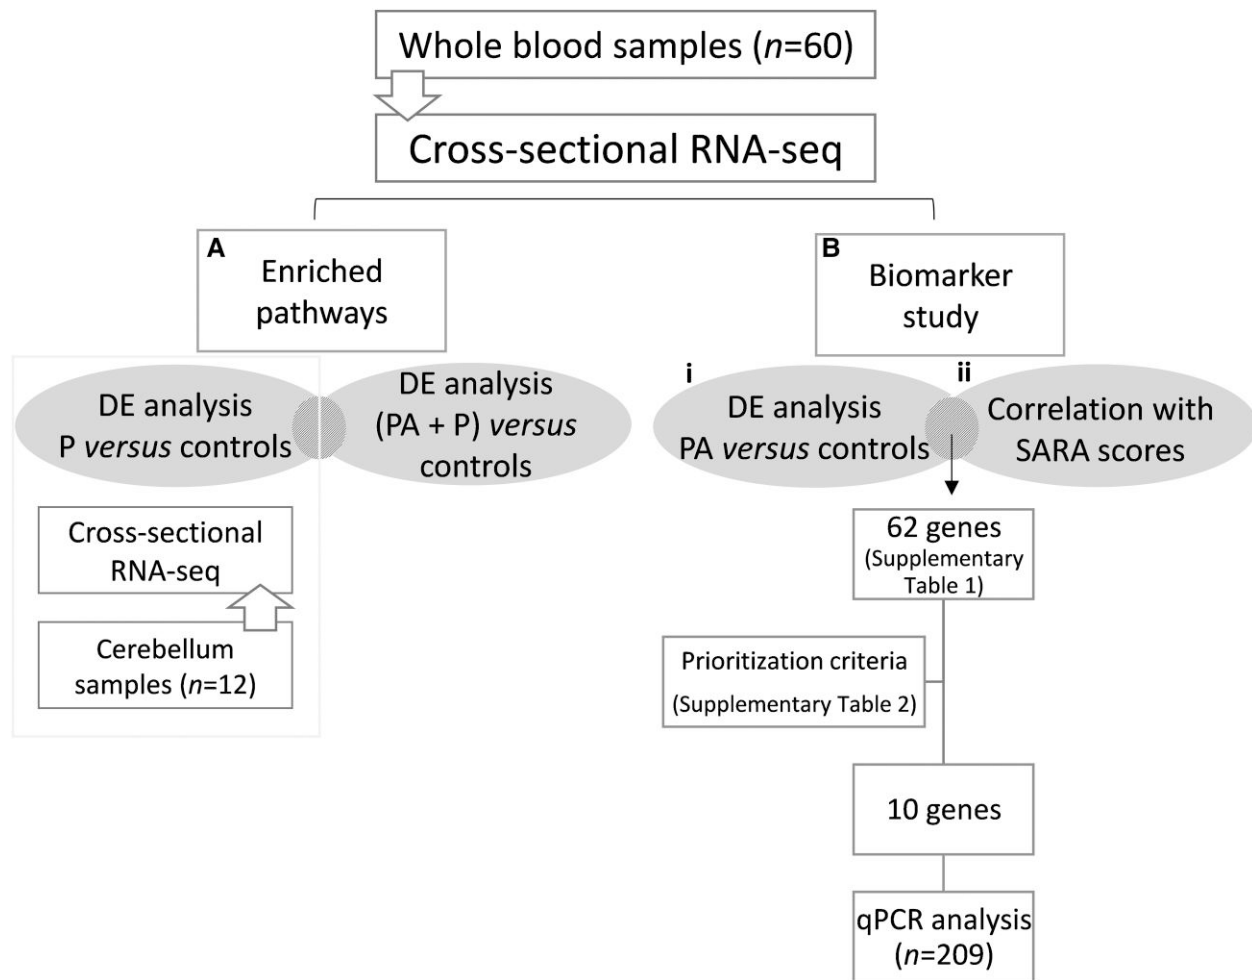 Whole blood samples (n=60)
Cross-sectional RNA-seq
A
Enriched
pathways
DE analysis
P versus controls
DE analysis
(PA + P) versus
controls
Cross-sectional
RNA-seq
Cerebellum
samples (n=12)
B
Biomarker
study
i
DE analysis
PA versus controls
ii
Correlation with
SARA scores
62 genes
(Supplementary
Table 1)
Prioritization criteria
(Supplementary Table 2)
10 genes
qPCR analysis
(n=209)